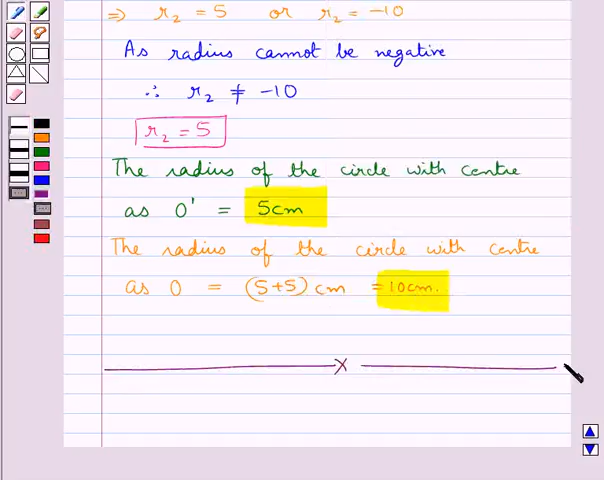 ⇒ r₂ = 5 or r₂ = -10
As radius cannot be negative
∴ r₂ ≠ -10
r₂ = 5
The radius of the circle with centre
as O' = 5cm
The radius of the circle with centre
as O = (5+5) cm = 10cm.
X